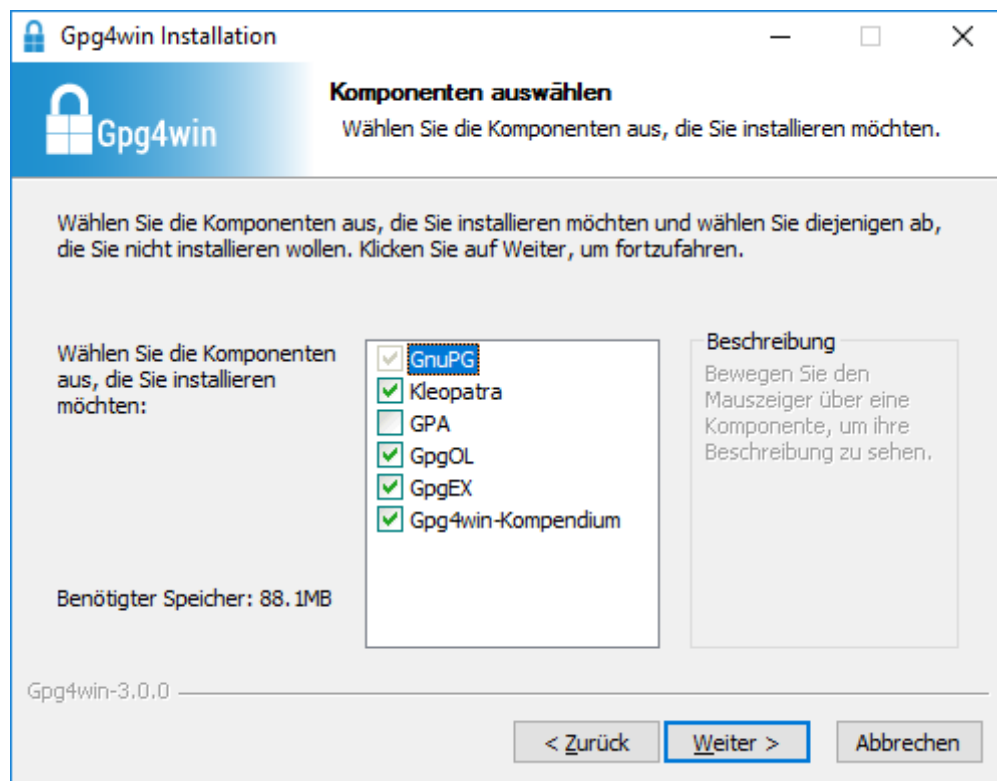 Gpg4win Installation
Komponenten auswählen
Wählen Sie die Komponenten aus, die Sie installieren möchten.
Gpg4win
Wählen Sie die Komponenten aus, die Sie installieren möchten und wählen Sie diejenigen ab,
die Sie nicht installieren wollen. Klicken Sie auf Weiter, um fortzufahren.
Wählen Sie die Komponenten
aus, die Sie installieren
möchten:
GnuPG
Kleopatra
GPA
GpgOL
GpgEX
Gpg4win-Kompendium
Beschreibung
Bewegen Sie den
Mauszeiger über eine
Komponente, um ihre
Beschreibung zu sehen.
Benötigter Speicher: 88.1MB
Gpg4win-3.0.0
< Zurück
Weiter >
Abbrechen